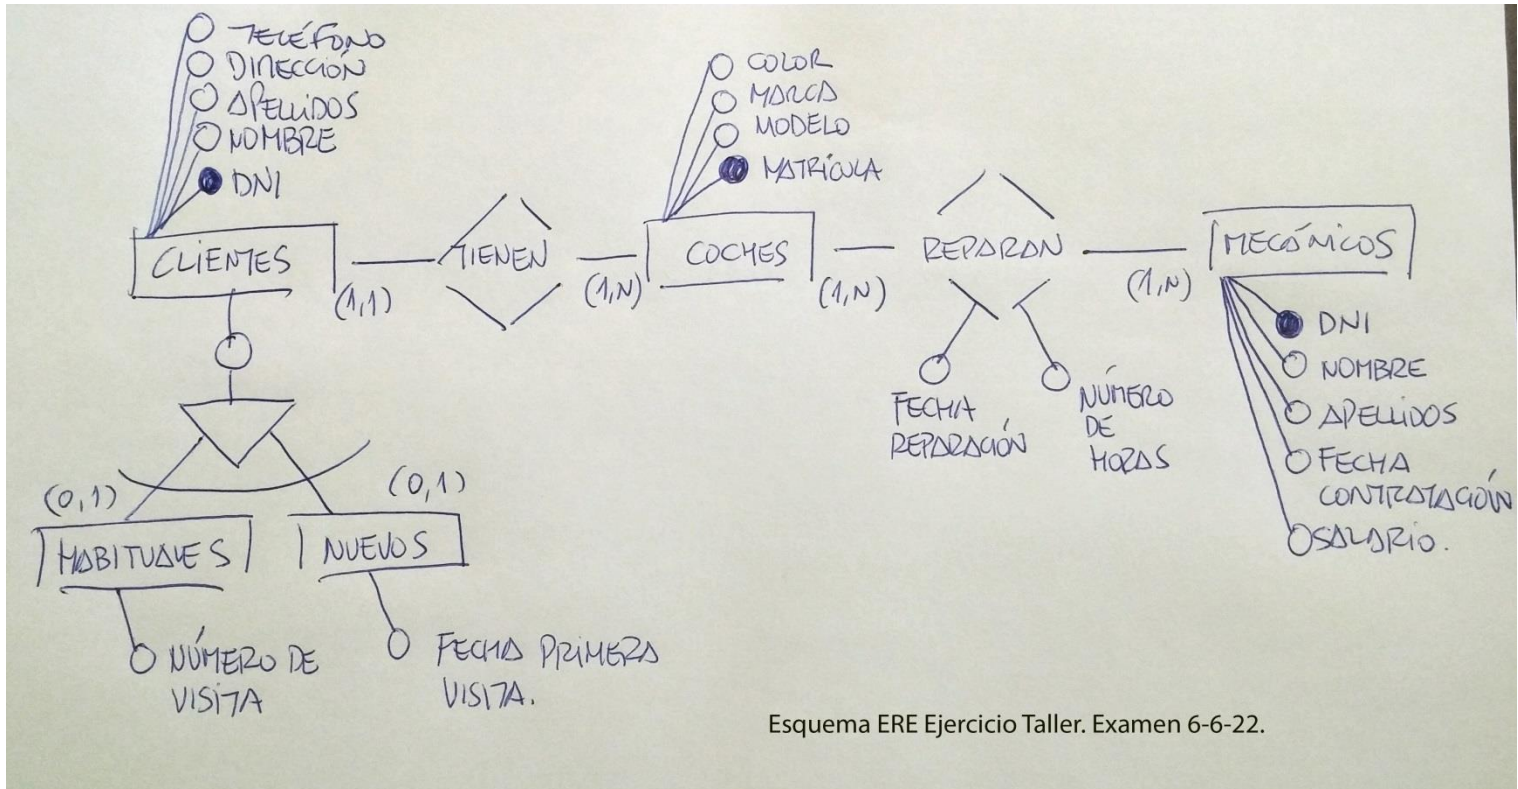 TELÉFONO
DIRECCIÓN
APELLIDOS
NOMBRE
DNI
COLOR
MARCA
MODELO
MATRÍCULA
CLIENTES
(1,1)
TIENEN
(1,N)
COCHES
(1,N)
REPARAN
(1,N)
MECÁNICOS
FECHA
REPARACIÓN
NÚMERO
DE
HORAS
DNI
NOMBRE
APELLIDOS
FECHA
CONTRATACIÓN
SALARIO.
(0,1)
(0,1)
HABITUALES
NUEVOS
NÚMERO DE
VISITA
FECHA PRIMERA
VISITA.
Esquema ERE Ejercicio Taller. Examen 6-6-22.